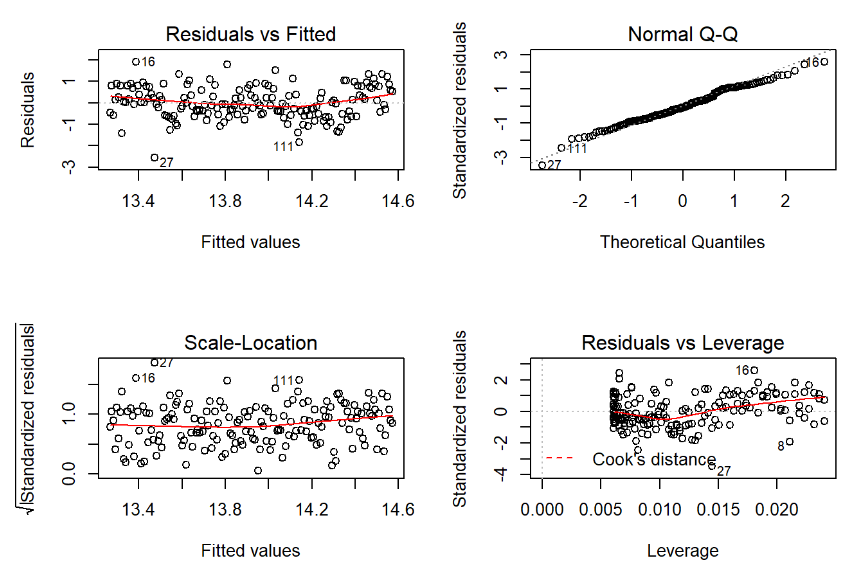 Residuals vs Fitted
Residuals
1
-1
-3
16
27
111
13.4 13.8 14.2 14.6
Fitted values
Normal Q-Q
Standardized residuals
3
1
-1
-3
16
111
27
-2 -1 0 1 2
Theoretical Quantiles
Scale-Location
√|Standardized residuals|
1.0
0.0
27
16
111
13.4 13.8 14.2 14.6
Fitted values
Residuals vs Leverage
Standardized residuals
2
0
-2
-4
16
8
27
Cook's distance
0.000 0.005 0.010 0.015 0.020
Leverage